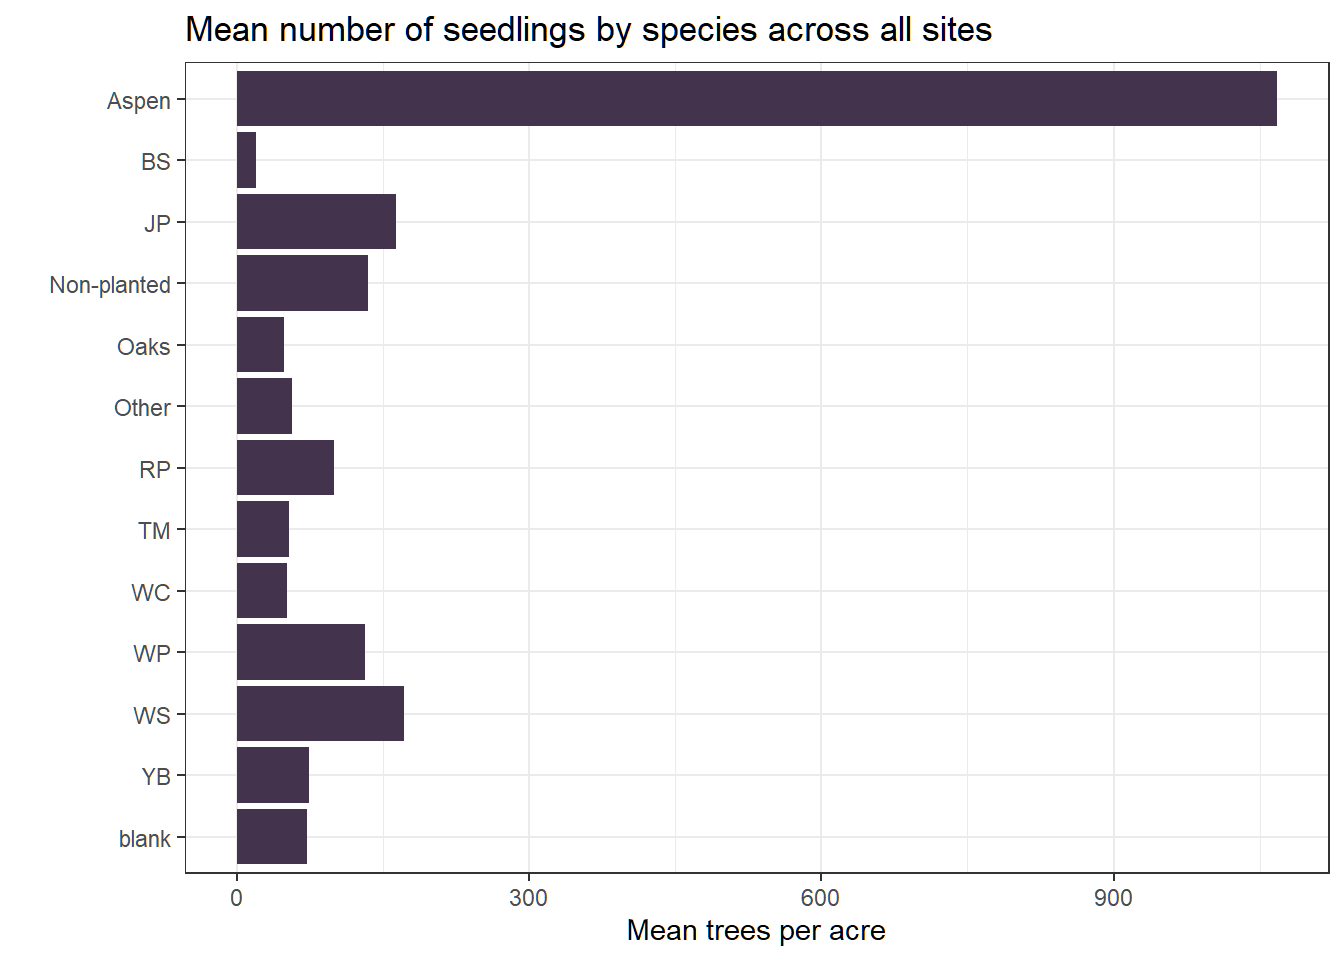 Mean number of seedlings by species across all sites
Aspen
BS
JP
Non-planted
Oaks
Other
RP
TM
WC
WP
WS
YB
blank
0 300 600 900
Mean trees per acre